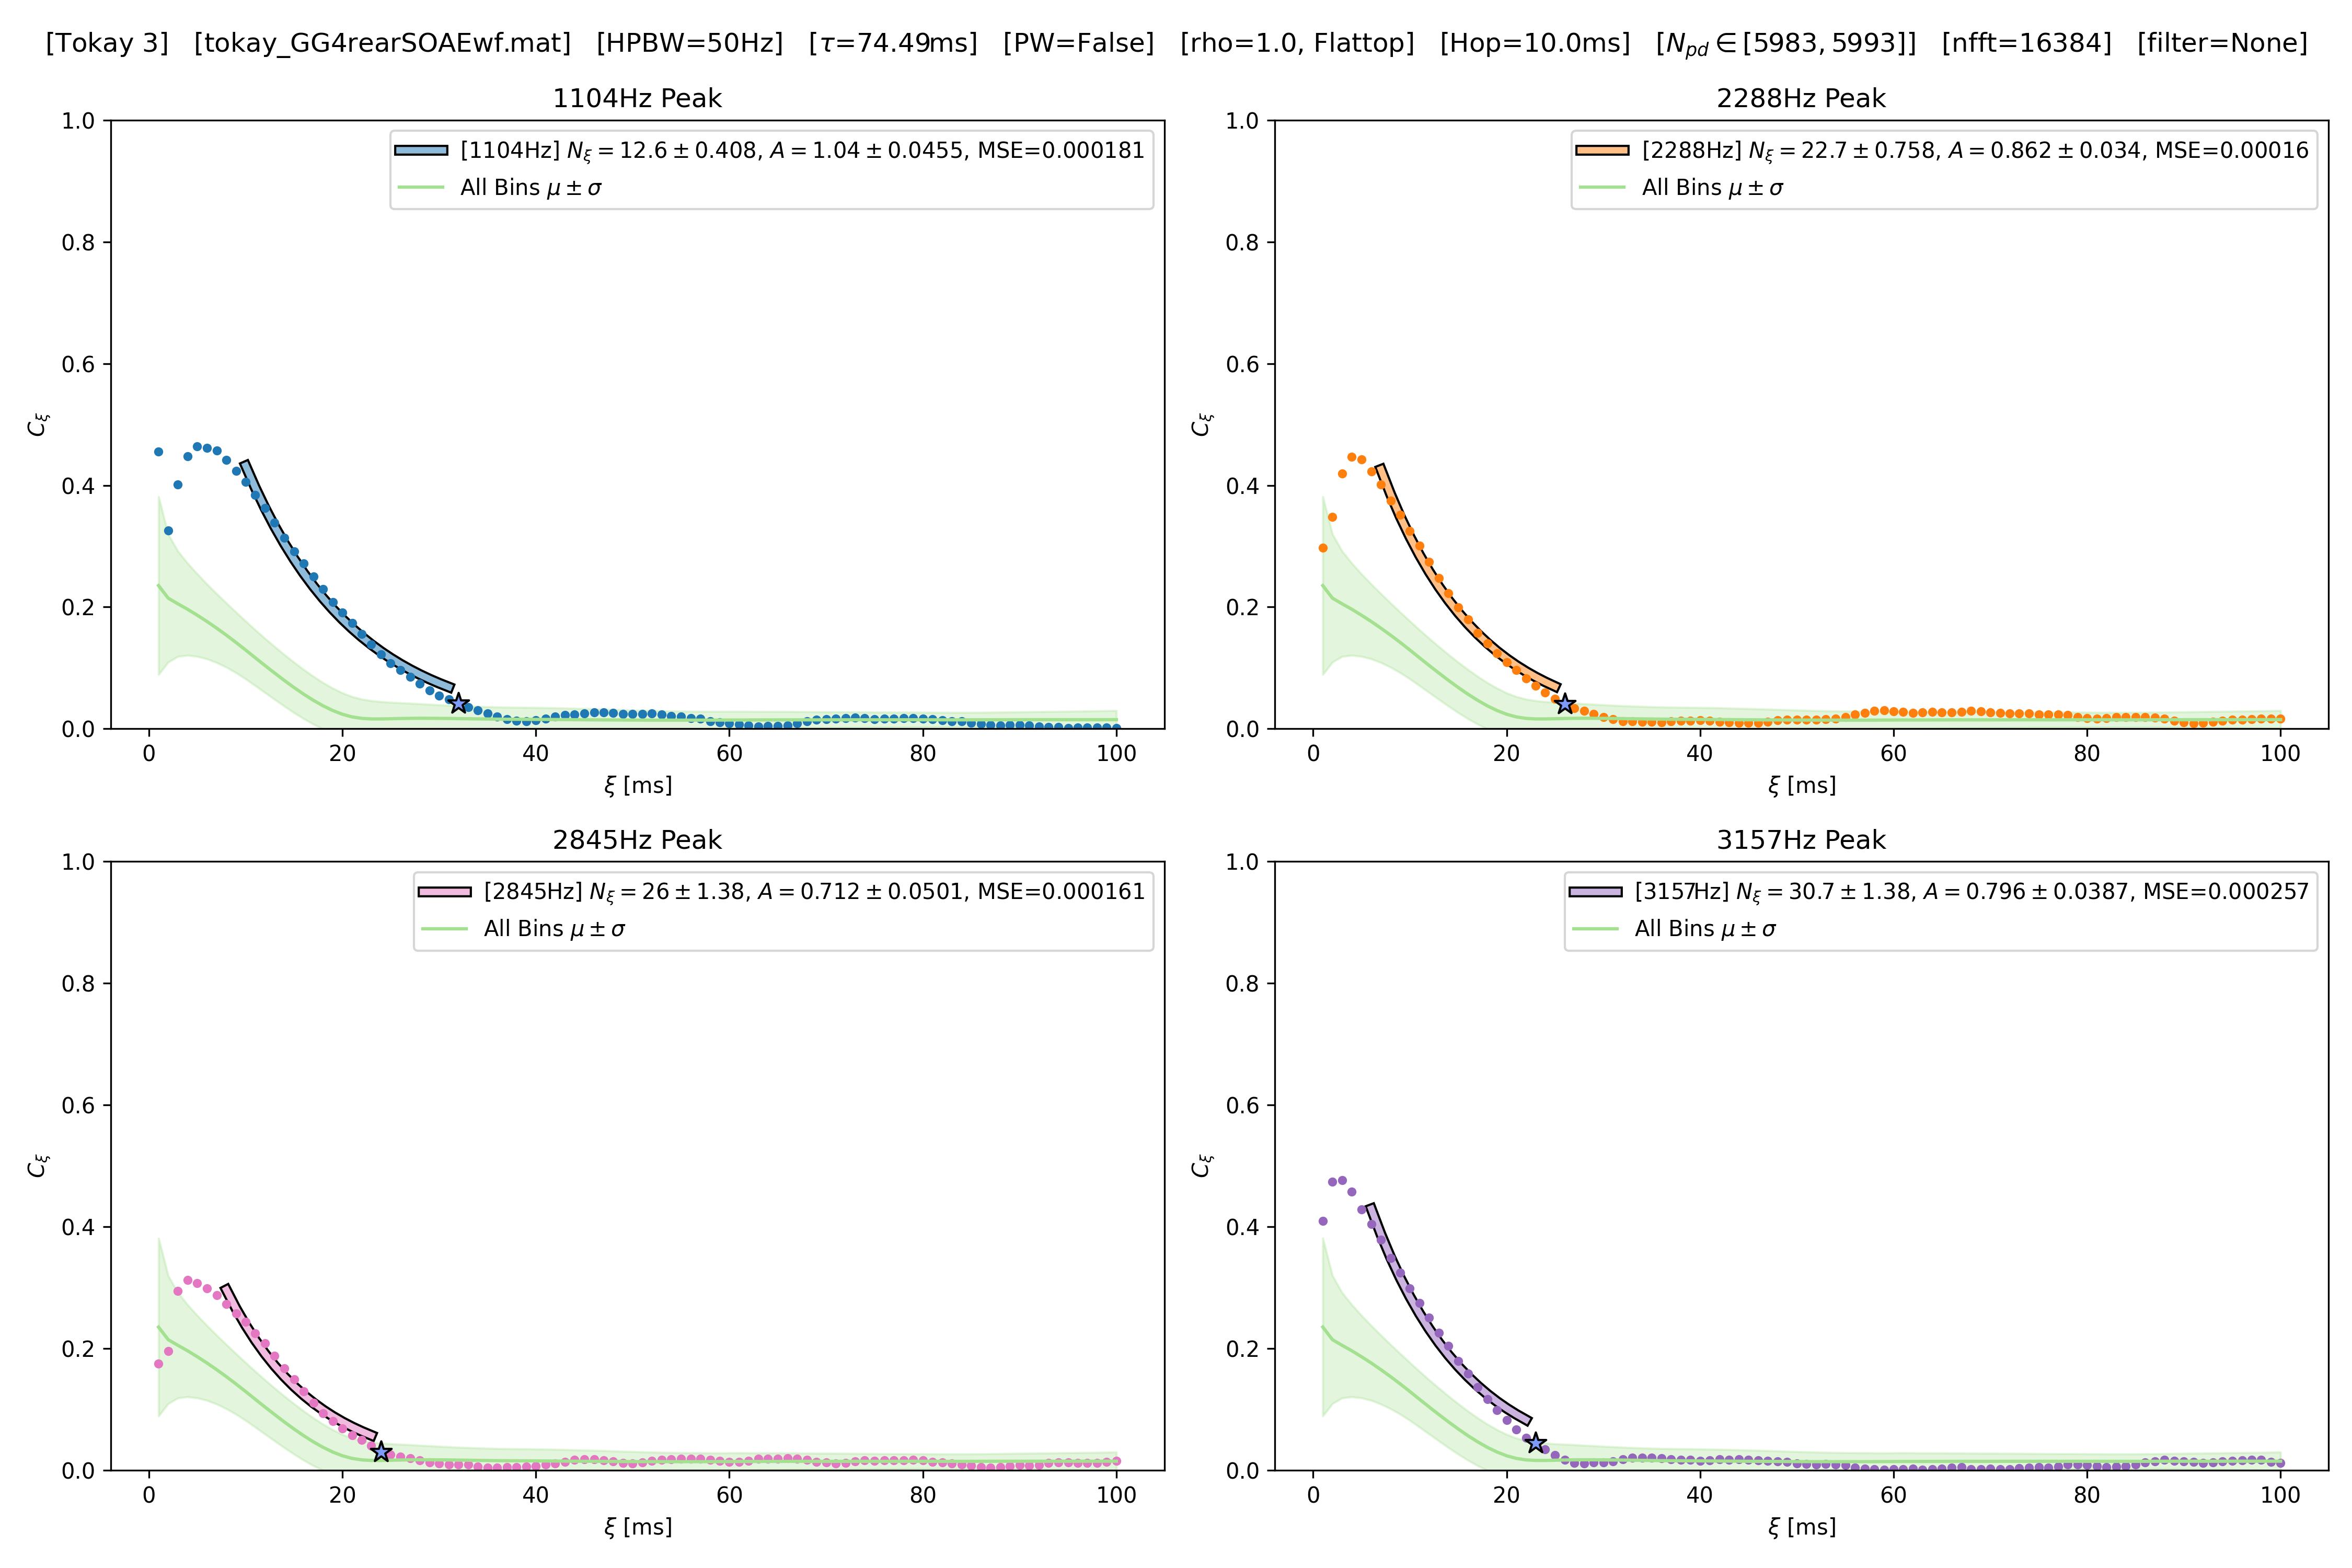 [Tokay 3] [tokay_GG4rearSOAEwf.mat] [HPBW=50Hz] [τ=74.49ms] [PW=False] [rho=1.0, Flattop] [Hop=10.0ms] [N_pd ∈ [5983, 5993]] [nfft=16384] [filter=None]
1104Hz Peak
[1104Hz] N_ξ = 12.6 ± 0.408, A = 1.04 ± 0.0455, MSE=0.000181
All Bins μ ± σ
1.0
0.8
0.6
0.4
0.2
0.0
C_ξ
0 20 40 60 80 100
ξ [ms]
2288Hz Peak
[2288Hz] N_ξ = 22.7 ± 0.758, A = 0.862 ± 0.034, MSE=0.00016
All Bins μ ± σ
1.0
0.8
0.6
0.4
0.2
0.0
C_ξ
0 20 40 60 80 100
ξ [ms]
2845Hz Peak
[2845Hz] N_ξ = 26 ± 1.38, A = 0.712 ± 0.0501, MSE=0.000161
All Bins μ ± σ
1.0
0.8
0.6
0.4
0.2
0.0
C_ξ
0 20 40 60 80 100
ξ [ms]
3157Hz Peak
[3157Hz] N_ξ = 30.7 ± 1.38, A = 0.796 ± 0.0387, MSE=0.000257
All Bins μ ± σ
1.0
0.8
0.6
0.4
0.2
0.0
C_ξ
0 20 40 60 80 100
ξ [ms]